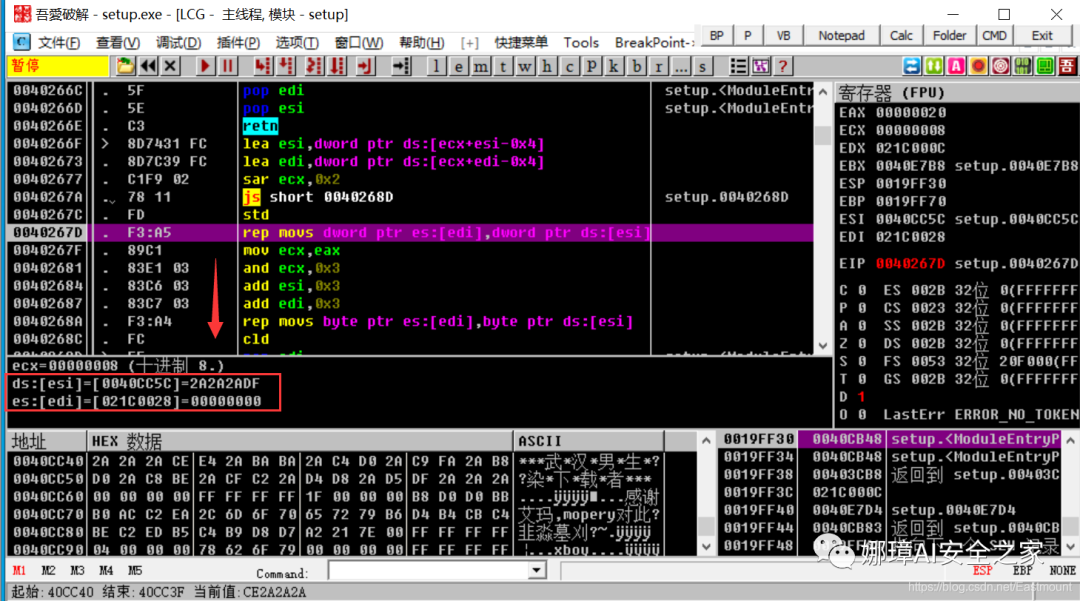 吾愛破解 - setup.exe - [LCG - 主线程, 模块 - setup]
文件(F) 查看(V) 调试(D) 插件(P) 选项(T) 窗口(W) 帮助(H) [+] 快捷菜单 Tools BreakPoint-> BP P VB Notepad Calc Folder CMD Exit
暂停 l e m t w h c P k b r ... s ?
0040266C . 5F pop edi setup.<ModuleEntr
0040266D . 5E pop esi setup.<ModuleEntr
0040266E . C3 retn
0040266F > 8D7431 FC lea esi,dword ptr ds:[ecx+esi-0x4]
00402673 . 8D7C39 FC lea edi,dword ptr ds:[ecx+edi-0x4]
00402677 . C1F9 02 sar ecx,0x2
0040267A . 78 11 js short 0040268D setup.0040268D
0040267C . FD std
0040267D . F3:A5 rep movs dword ptr es:[edi],dword ptr ds:[esi]
0040267F . 89C1 mov ecx,eax
00402681 . 83E1 03 and ecx,0x3
00402684 . 83C6 03 add esi,0x3
00402687 . 83C7 03 add edi,0x3
0040268A . F3:A4 rep movs byte ptr es:[edi],byte ptr ds:[esi]
0040268C . FC cld
寄存器 (FPU)
EAX 00000020
ECX 00000008
EDX 021C000C
EBX 0040E7B8 setup.0040E7B8
ESP 0019FF30
EBP 0019FF70
ESI 0040CC5C setup.0040CC5C
EDI 021C0028
EIP 0040267D setup.0040267D
C 0 ES 002B 32位 0(FFFFFFF
P 0 CS 0023 32位 0(FFFFFFF
A 0 SS 002B 32位 0(FFFFFFF
Z 0 DS 002B 32位 0(FFFFFFF
S 0 FS 0053 32位 20F000(FF
T 0 GS 002B 32位 0(FFFFFFF
D 1
O 0 LastErr ERROR_NO_TOKEN
ecx=00000008 (十进制 8.)
ds:[esi]=[0040CC5C]=2A2A2ADF
es:[edi]=[021C0028]=00000000
地址 HEX 数据 ASCII
0040CC40 2A 2A 2A CE E4 2A BA BA 2A C4 D0 2A C9 FA 2A B8 ***武*汉*男*生*?
0040CC50 D0 2A C8 BE 2A CF C2 2A D4 D8 2A D5 DF 2A 2A 2A ?染*下*载*者***
0040CC60 00 00 00 00 FF FF FF FF 1F 00 00 00 B8 D0 D0 BB ....ÿÿÿÿ■...感谢
0040CC70 B0 AC C2 EA 2C 6D 6F 70 65 72 79 B6 D4 B4 CB C4 艾玛,mopery对此?
0040CC80 BE C2 ED B5 C4 B9 D8 D7 A2 21 7E 00 FF FF FF FF
0040CC90 04 00 00 00 78 62 6F 79 00 00 00 00 FF FF FF FF ....xboy....ÿÿÿÿ
0019FF30 0040CB48 setup.<ModuleEntryP
0019FF34 0040CB48 setup.<ModuleEntryP
0019FF38 00403CB8 返回到 setup.00403C
0019FF3C 021C000C
0019FF40 0040E7D4 setup.0040E7D4
0019FF44 0040CB83 返回到 setup.0040CB
0019FF48
M1 M2 M3 M4 M5 Command: ESP EBP NONE
起始: 40CC40 结束: 40CC3F 当前值: CE2A2A2A
娜璋AI安全之家
https://blog.csdn.net/Eastmount